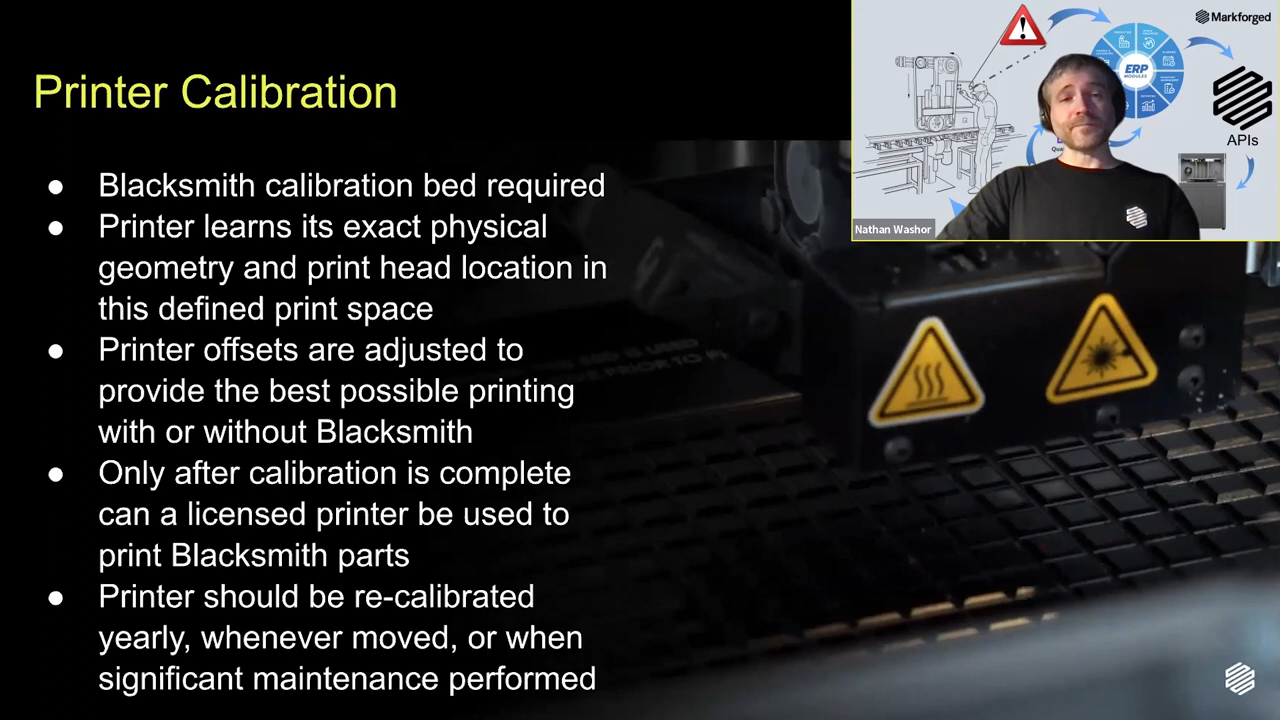 Printer Calibration
● Blacksmith calibration bed required
● Printer learns its exact physical
geometry and print head location in
this defined print space
● Printer offsets are adjusted to
provide the best possible printing
with or without Blacksmith
● Only after calibration is complete
can a licensed printer be used to
print Blacksmith parts
● Printer should be re-calibrated
yearly, whenever moved, or when
significant maintenance performed
Markforged
ERP
MODULES
APIs
Nathan Washor